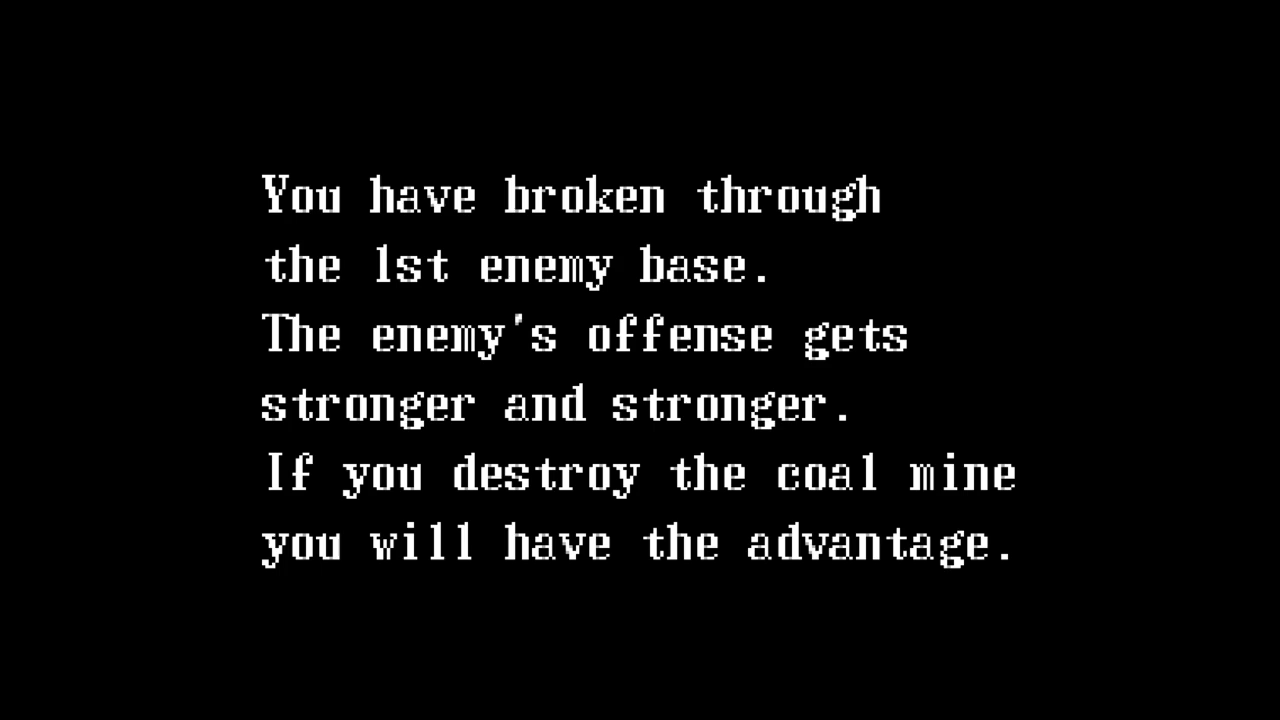 You have broken through
the 1st enemy base.
The enemy's offense gets
stronger and stronger.
If you destroy the coal mine
you will have the advantage.